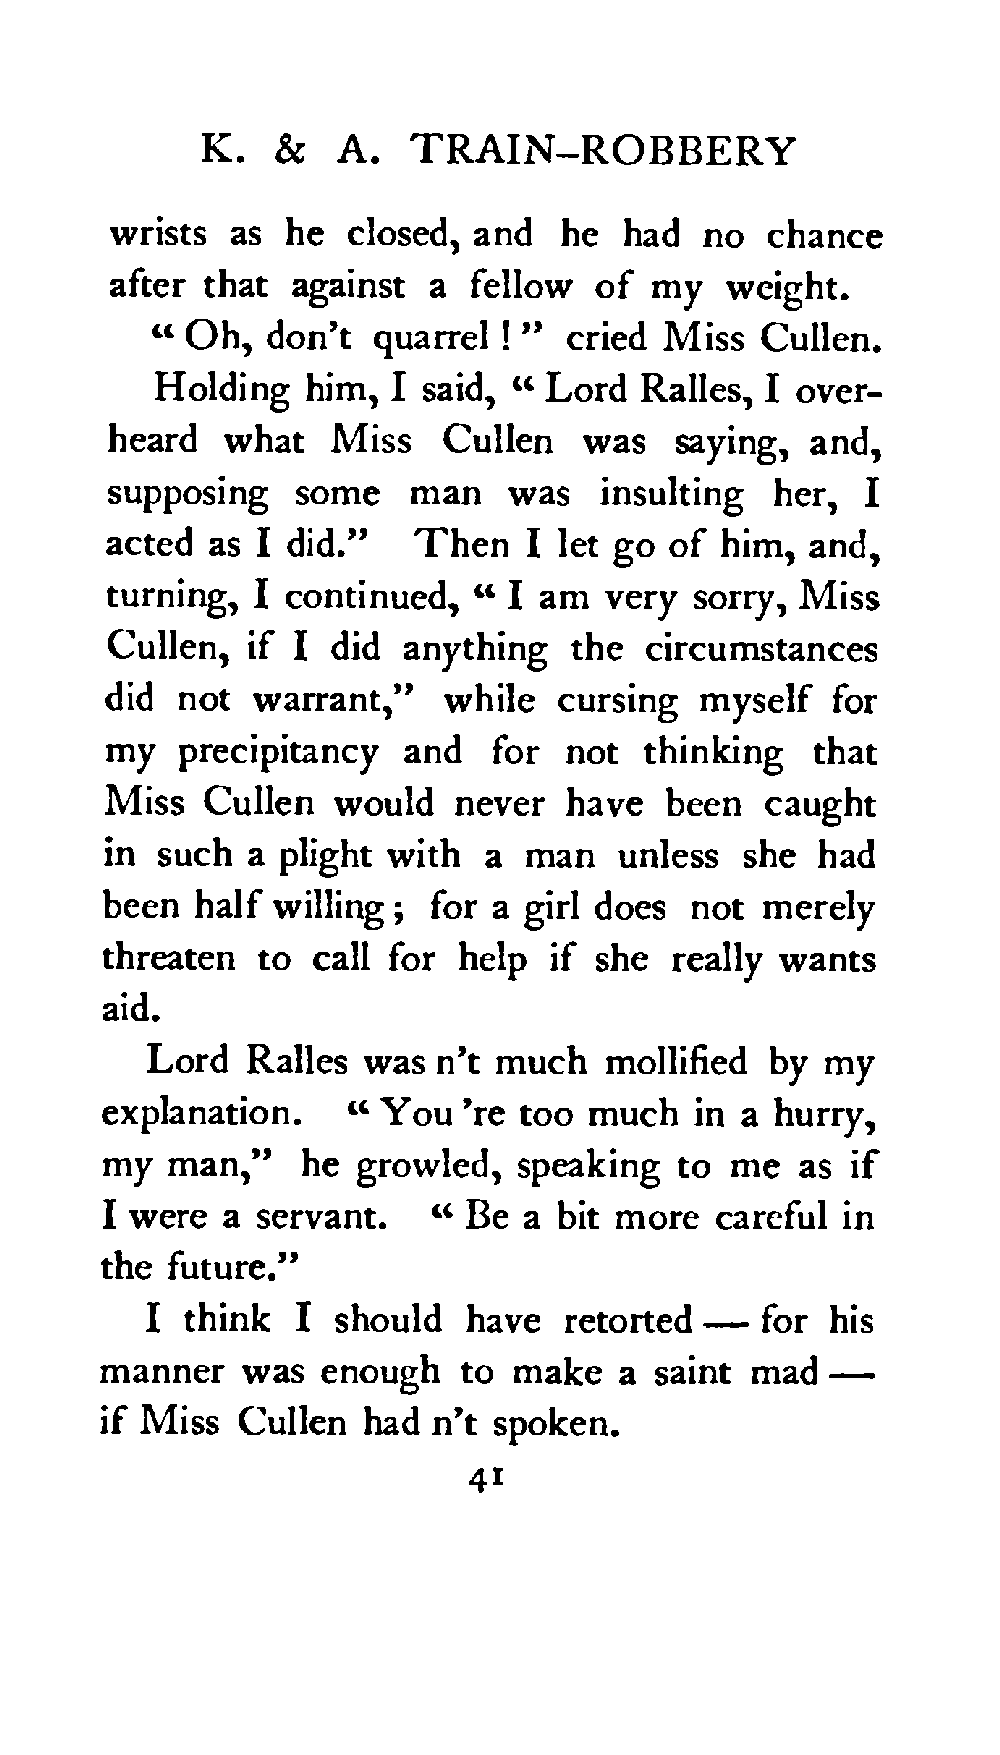 K. & A. TRAIN-ROBBERY
wrists as he closed, and he had no chance
after that against a fellow of my weight.
“ Oh, don’t quarrel ! ” cried Miss Cullen.
Holding him, I said, “ Lord Ralles, I over-
heard what Miss Cullen was saying, and,
supposing some man was insulting her, I
acted as I did.” Then I let go of him, and,
turning, I continued, “ I am very sorry, Miss
Cullen, if I did anything the circumstances
did not warrant,” while cursing myself for
my precipitancy and for not thinking that
Miss Cullen would never have been caught
in such a plight with a man unless she had
been half willing ; for a girl does not merely
threaten to call for help if she really wants
aid.
Lord Ralles was n’t much mollified by my
explanation. “ You ’re too much in a hurry,
my man,” he growled, speaking to me as if
I were a servant. “ Be a bit more careful in
the future.”
I think I should have retorted — for his
manner was enough to make a saint mad —
if Miss Cullen had n’t spoken.
41